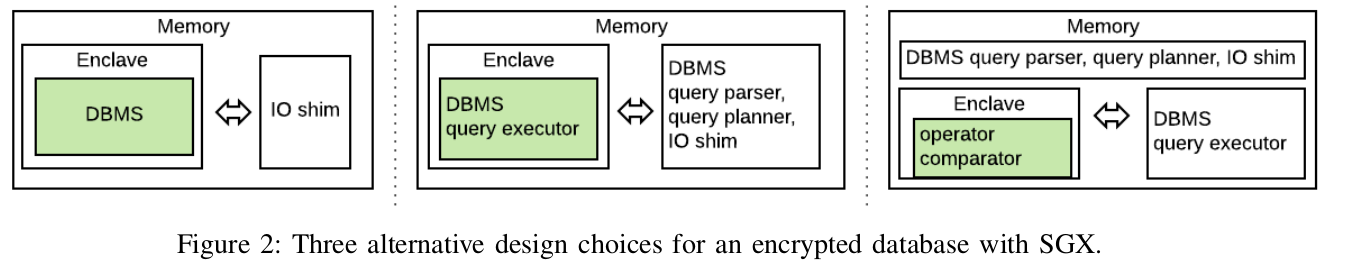 Memory
Enclave
DBMS
IO shim
Memory
Enclave
DBMS
query executor
DBMS
query parser,
query planner,
IO shim
Memory
DBMS query parser, query planner, IO shim
Enclave
operator
comparator
DBMS
query executor
Figure 2: Three alternative design choices for an encrypted database with SGX.